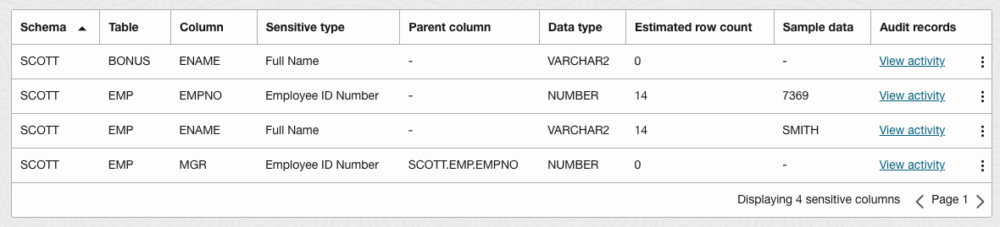 Schema Table Column Sensitive type Parent column Data type Estimated row count Sample data Audit records
SCOTT BONUS ENAME Full Name - VARCHAR2 0 - View activity
SCOTT EMP EMPNO Employee ID Number - NUMBER 14 7369 View activity
SCOTT EMP ENAME Full Name - VARCHAR2 14 SMITH View activity
SCOTT EMP MGR Employee ID Number SCOTT.EMP.EMPNO NUMBER 0 - View activity
Displaying 4 sensitive columns Page 1